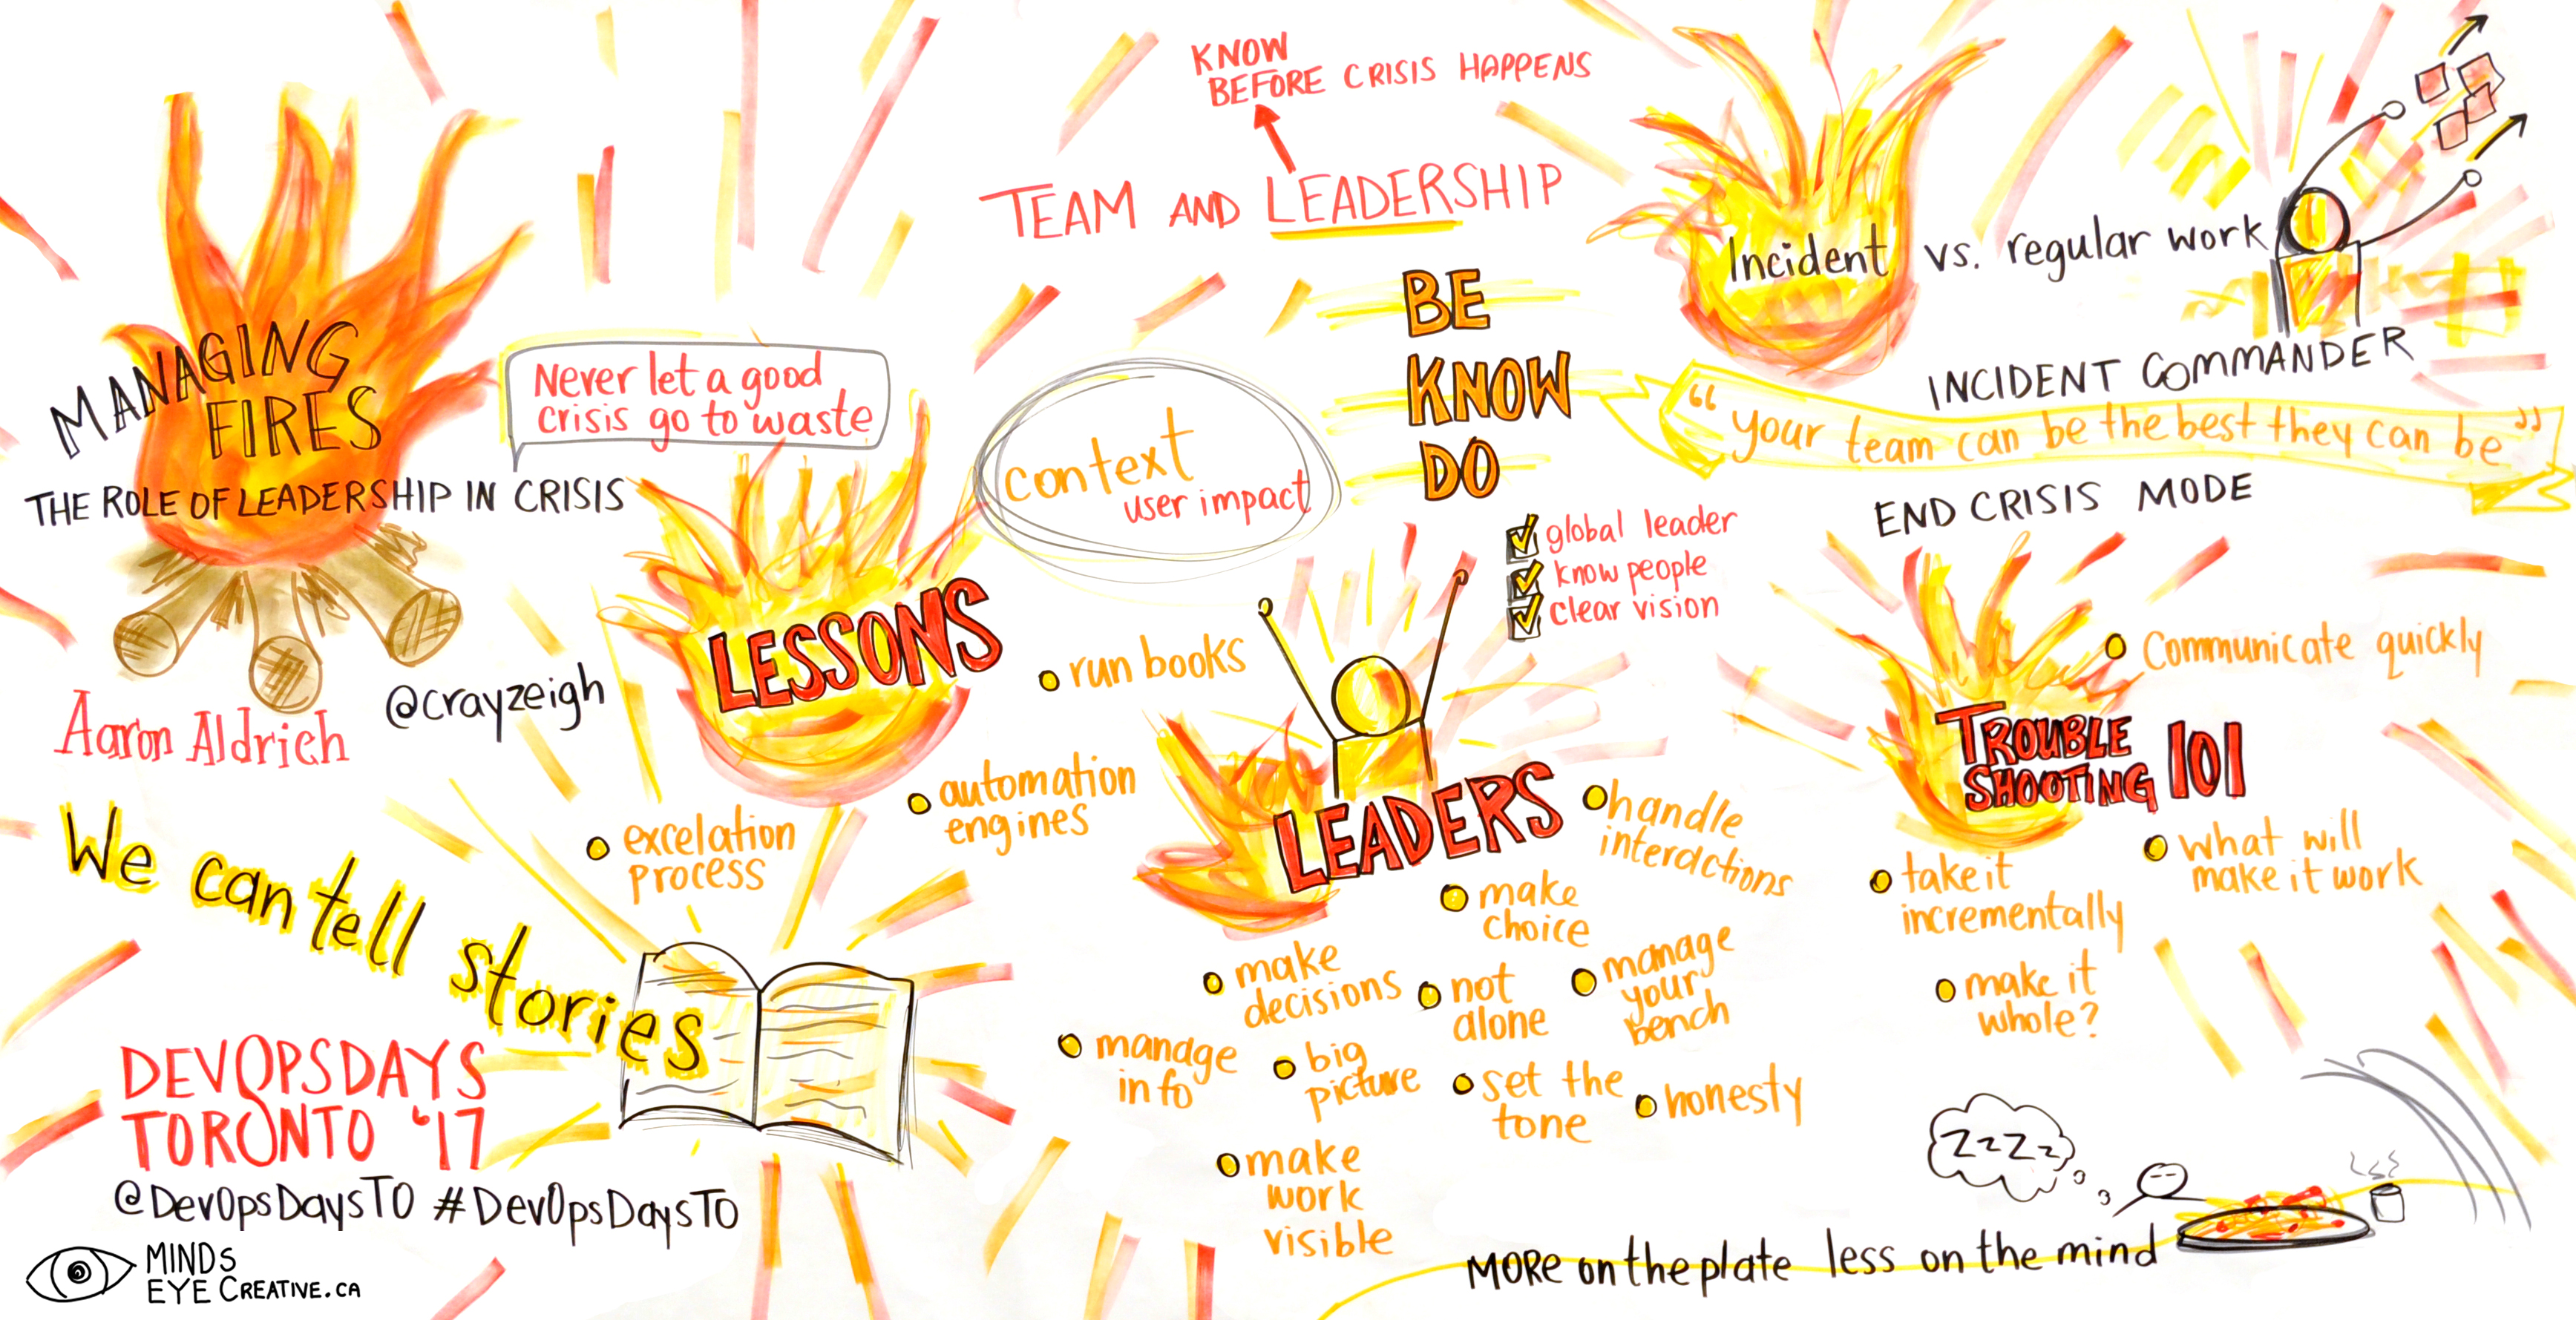 MANAGING
FIRES
THE ROLE OF LEADERSHIP IN CRISIS
Never let a good
crisis go to waste
Aaron Aldrich
@crayzeigh
We can tell stories
DEVOPSDAYS
TORONTO '17
@DevOpsDaysTO #DevOpsDaysTO
MINDS
EYE CREATIVE.CA
LESSONS
run books
automation
engines
excelation
process
KNOW
BEFORE CRISIS HAPPENS
TEAM AND LEADERSHIP
context
user impact
BE
KNOW
DO
global leader
know people
clear vision
LEADERS
handle
interactions
make
choice
make
decisions
not
alone
manage
your
bench
manage
info
big
picture
set the
tone
honesty
make
work
visible
Incident vs. regular work
INCIDENT COMMANDER
"your team can be the best they can be"
END CRISIS MODE
Communicate quickly
TROUBLE
SHOOTING 101
what will
make it work
take it
incrementally
make it
whole?
ZzZz
MORE on the plate less on the mind